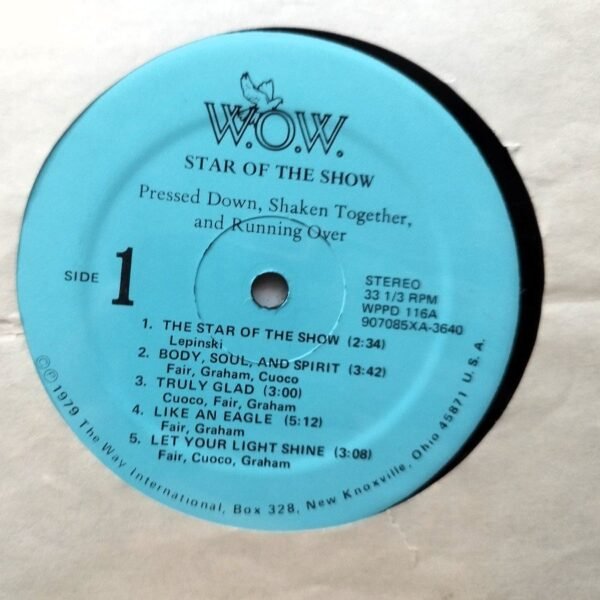 W.O.W.
STAR OF THE SHOW
Pressed Down, Shaken Together,
and Running Over
SIDE 1
STEREO
33 1/3 RPM
WPPD 116A
907085XA-3640
1. THE STAR OF THE SHOW (2:34)
Lepinski
2. BODY, SOUL, AND SPIRIT (3:42)
Fair, Graham, Cuoco
3. TRULY GLAD (3:00)
Cuoco, Fair, Graham
4. LIKE AN EAGLE (5:12)
Fair, Graham
5. LET YOUR LIGHT SHINE (3:08)
Fair, Cuoco, Graham
© ℗ 1979 The Way International, Box 328, New Knoxville, Ohio 45871 U.S.A.